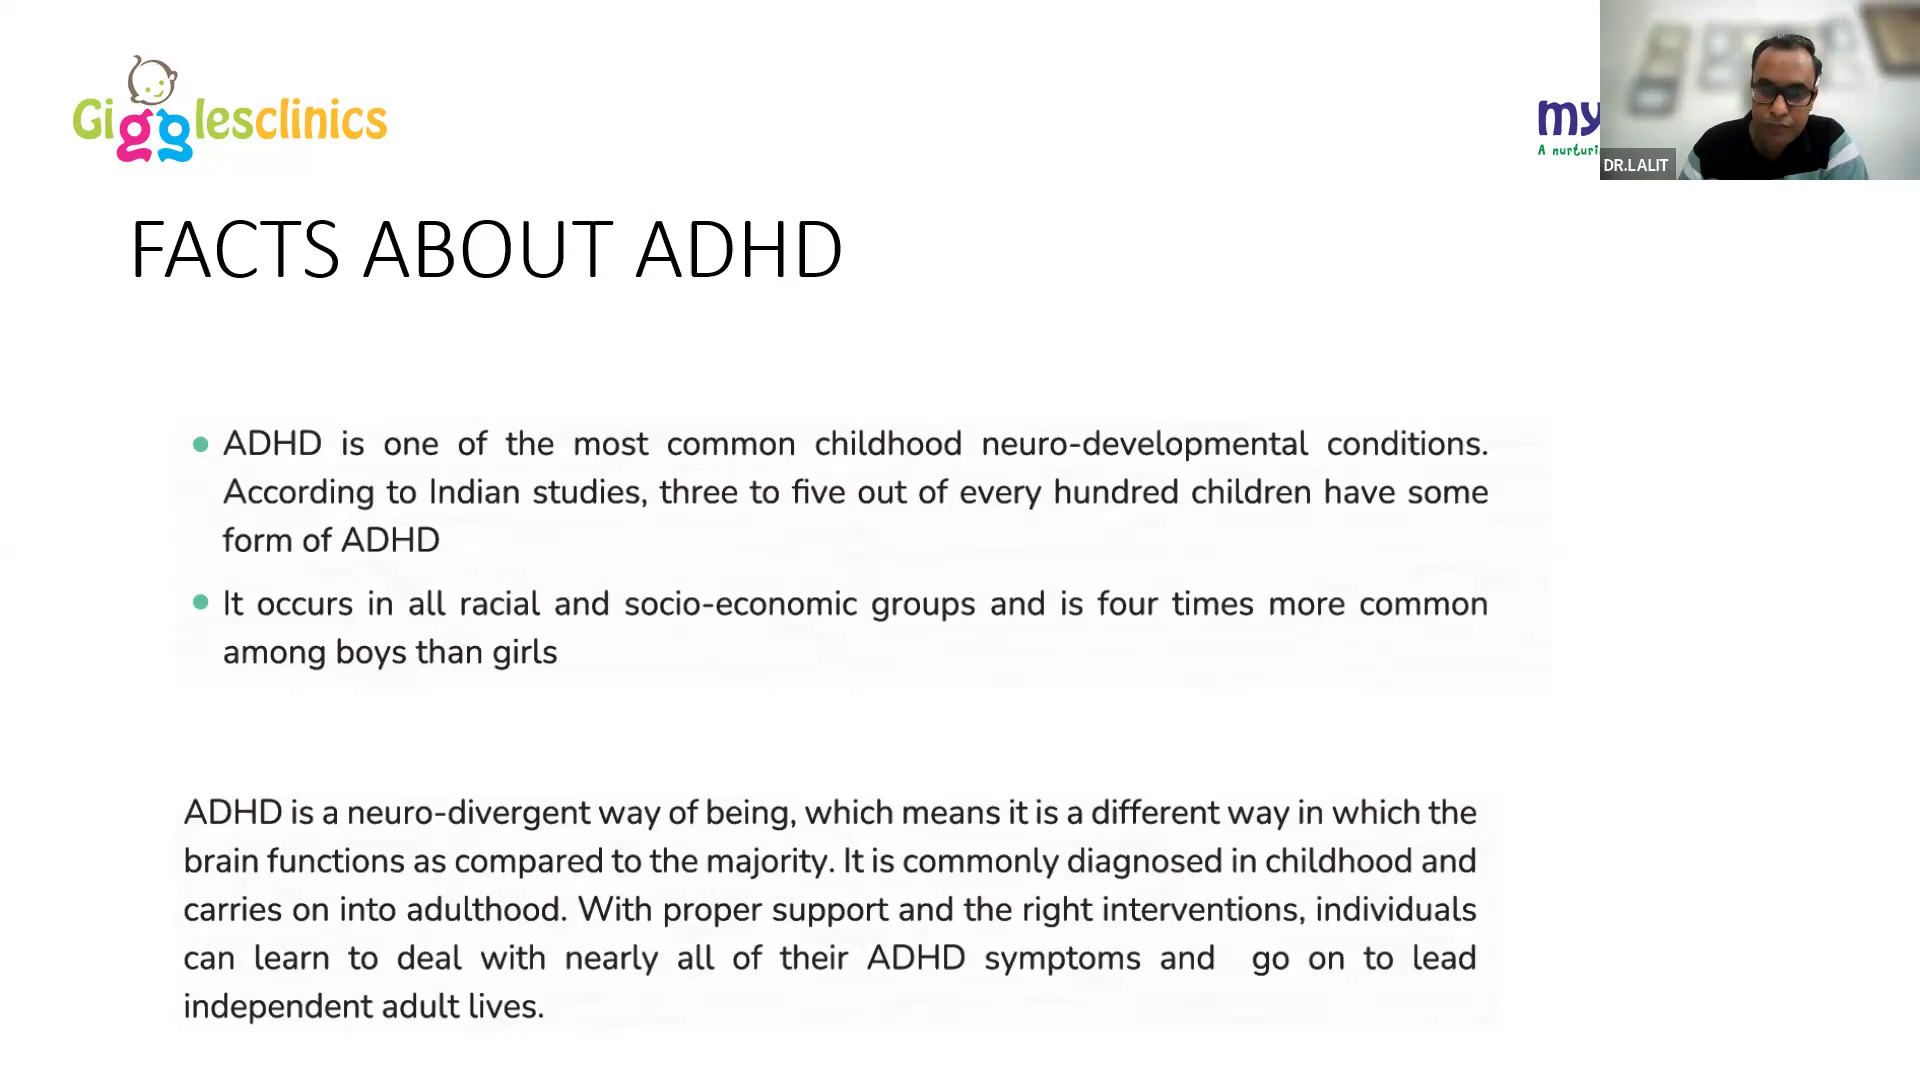 Gigglesclinics
my
A nurturi
DR.LALIT
FACTS ABOUT ADHD
ADHD is one of the most common childhood neuro-developmental conditions.
According to Indian studies, three to five out of every hundred children have some
form of ADHD
It occurs in all racial and socio-economic groups and is four times more common
among boys than girls
ADHD is a neuro-divergent way of being, which means it is a different way in which the
brain functions as compared to the majority. It is commonly diagnosed in childhood and
carries on into adulthood. With proper support and the right interventions, individuals
can learn to deal with nearly all of their ADHD symptoms and go on to lead
independent adult lives.